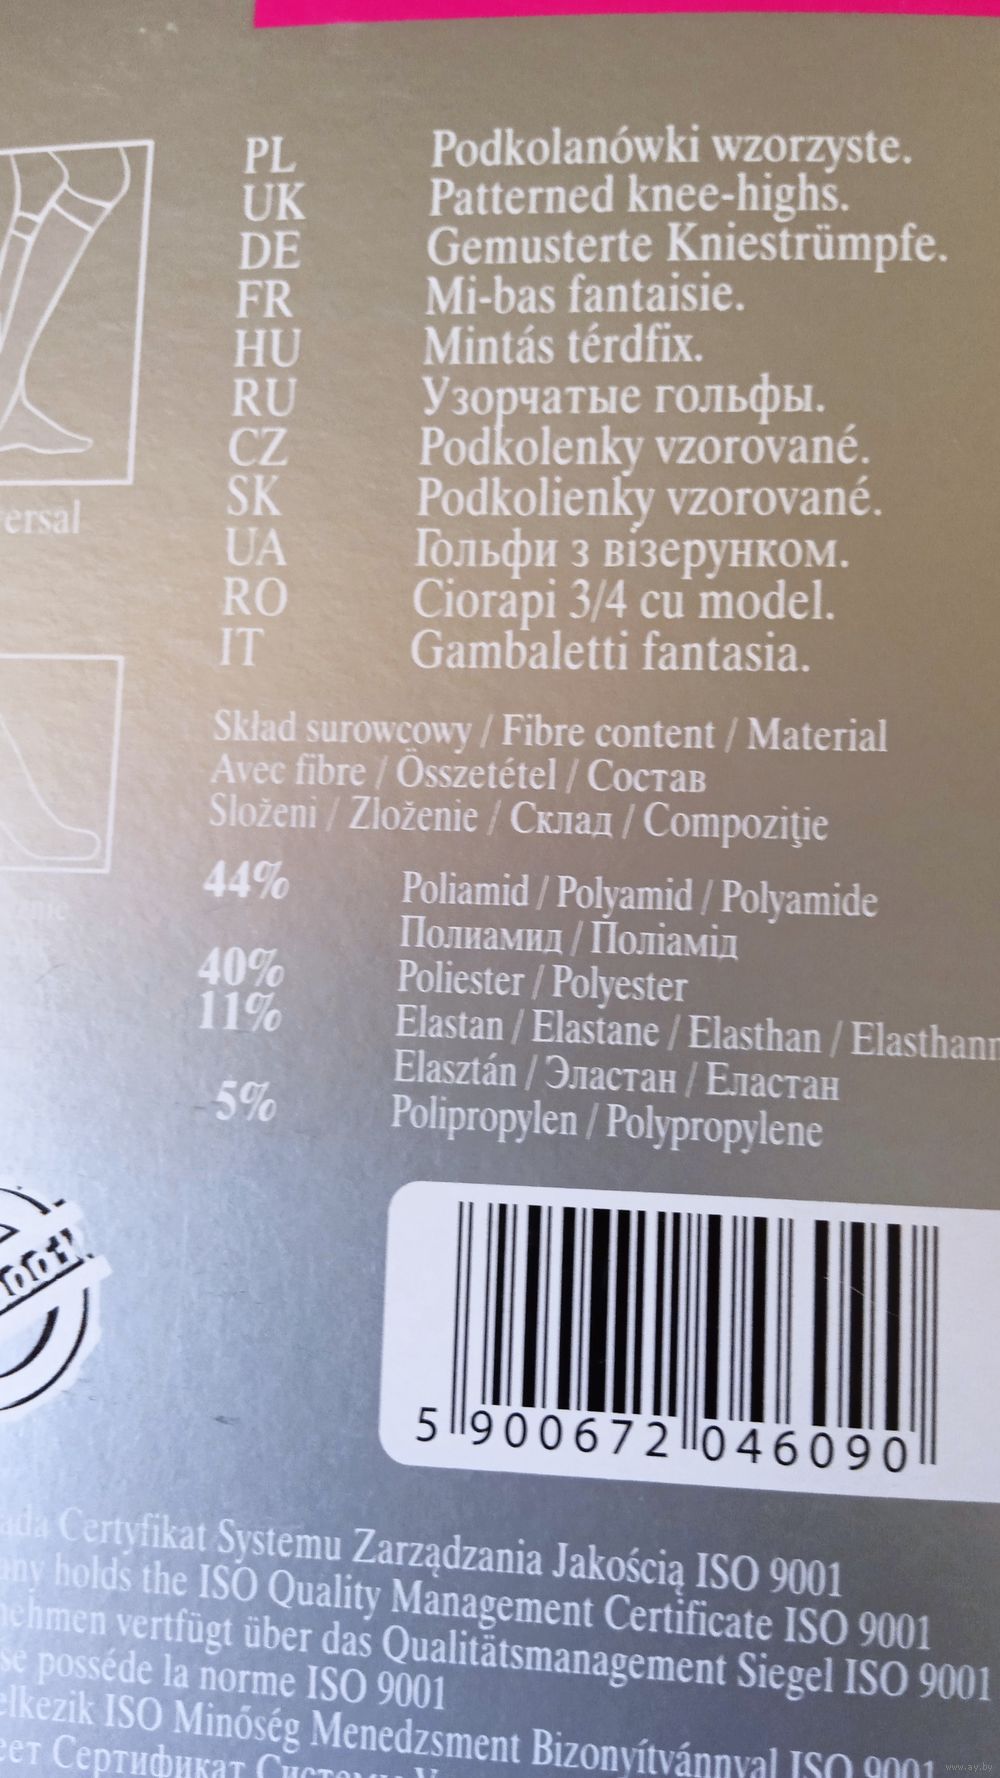 PL Podkolanówki wzorzyste.
UK Patterned knee-highs.
DE Gemusterte Kniestrümpfe.
FR Mi-bas fantaisie.
HU Mintás térdfix.
RU Узорчатые гольфы.
CZ Podkolenky vzorované.
SK Podkolienky vzorované.
UA Гольфи з візерунком.
RO Ciorapi 3/4 cu model.
IT Gambaletti fantasia.
ersal
Skład surowcowy / Fibre content / Material
Avec fibre / Összetétel / Состав
Složeni / Zloženie / Склад / Compoziţie
44% Poliamid / Polyamid / Polyamide
Полиамид / Поліамід
40% Poliester / Polyester
11% Elastan / Elastane / Elasthan / Elasthann
Elasztán / Эластан / Еластан
5% Polipropylen / Polypropylene
5 900672 046090
ada Certyfikat Systemu Zarządzania Jakością ISO 9001
any holds the ISO Quality Management Certificate ISO 9001
nehmen vertfügt über das Qualitätsmanagement Siegel ISO 9001
se posséde la norme ISO 9001
elkezik ISO Minőség Menedzsment Bizonyítvánnyal ISO 9001
еет Сертификат
www.ay.by